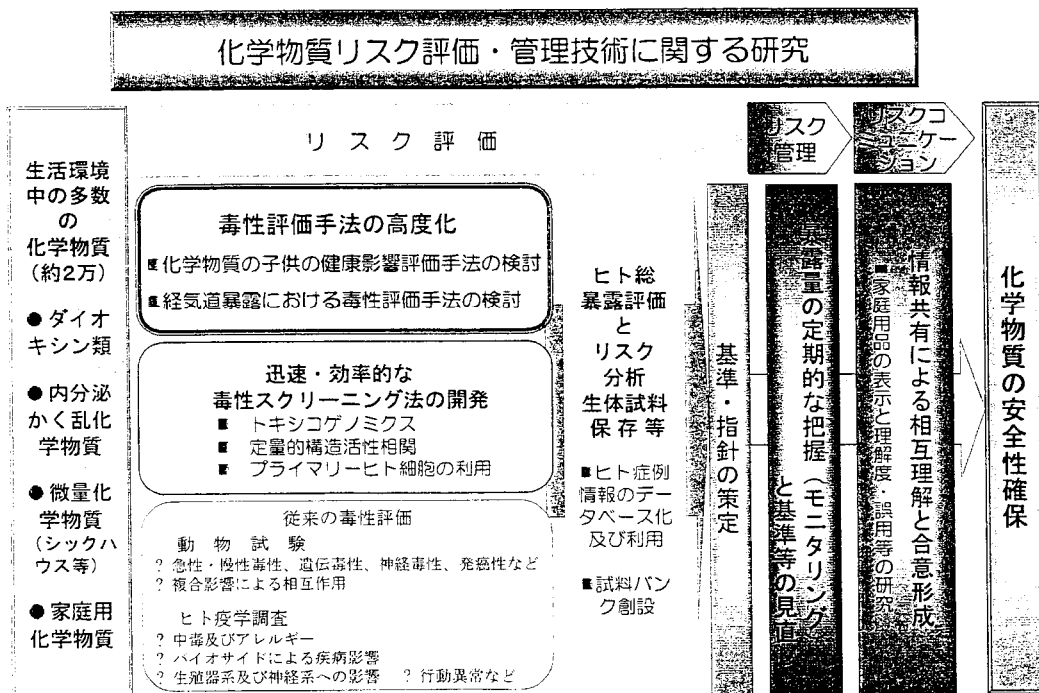 化学物質リスク評価・管理技術に関する研究
生活環境
中の多数
の
化学物質
(約2万)
● ダイオ
キシン類
● 内分泌
かく乱化
学物質
● 微量化
学物質
(シックハ
ウス等)
● 家庭用
化学物質
リスク評価
毒性評価手法の高度化
■ 化学物質の子供の健康影響評価手法の検討
■ 経気道暴露における毒性評価手法の検討
迅速・効率的な
毒性スクリーニング法の開発
■ トキシコゲノミクス
■ 定量的構造活性相関
■ プライマリーヒト細胞の利用
従来の毒性評価
動物試験
? 急性・慢性毒性、遺伝毒性、神経毒性、発癌性など
? 複合影響による相互作用
ヒト疫学調査
? 中毒及びアレルギー
? バイオサイドによる疾病影響
? 生殖器系及び神経系への影響 ? 行動異常など
ヒト総
暴露評価
と
リスク
分析
生体試料
保存等
■ヒト症例
情報のデー
タベース化
及び利用
■試料バン
ク創設
基準・指針の策定
リスク
管理
暴露量の定期的な把握(モニタリング)
と基準等の見直
リスクコ
ミュニケー
ション
情報共有による相互理解と合意形成
■家庭用品の表示と理解度・誤用等の研究
化学物質の安全性確保